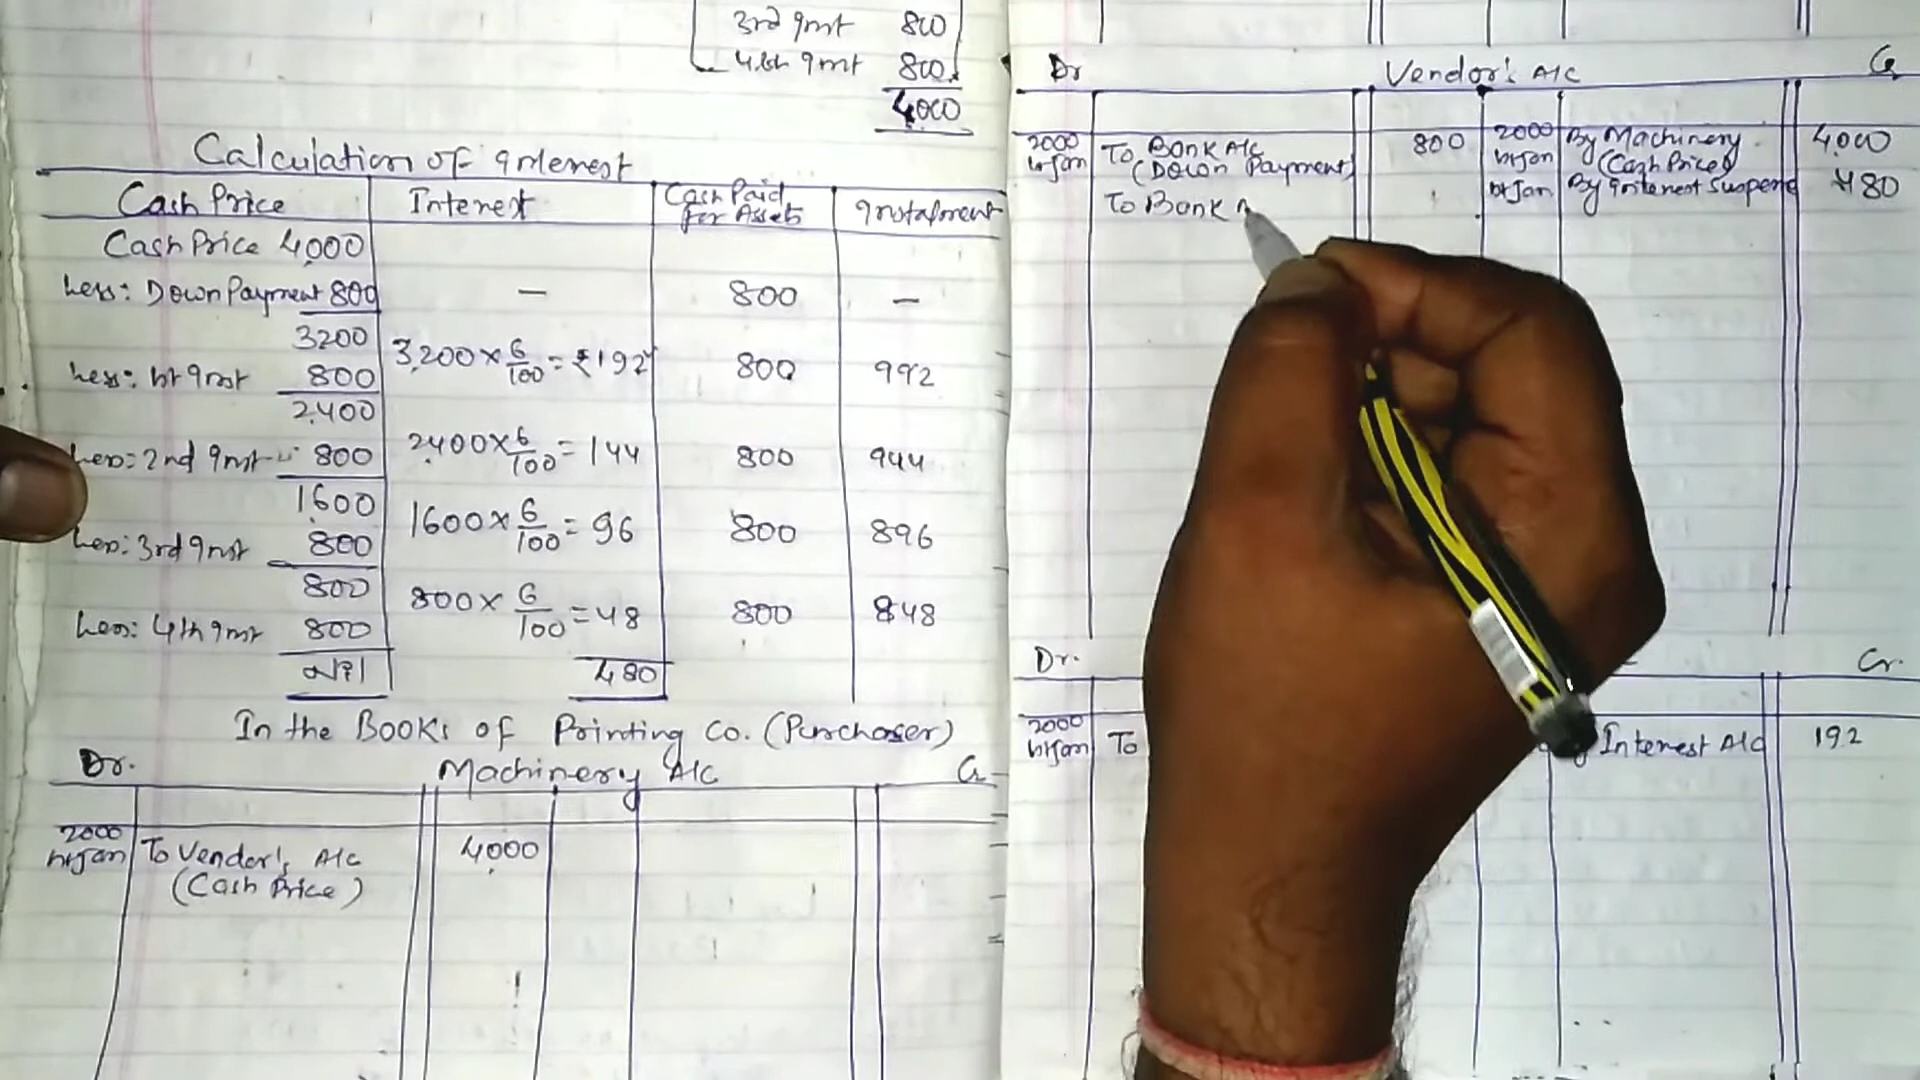 3rd Inst 800
4th Inst 800
4000
Calculation of Interest
Cash Price Interest Cash Paid for Assets Instalment
Cash Price 4,000
Less: Down Payment 800 — 800 —
3200
3,200 × 6/100 = ₹192
Less: 1st Inst 800 800 992
2400
Less: 2nd Inst 800 2400 × 6/100 = 144 800 944
1600
Less: 3rd Inst 800 1600 × 6/100 = 96 800 896
800
Less: 4th Inst 800 800 × 6/100 = 48 800 848
Nil 480
In the Books of Printing Co. (Purchaser)
Dr. Machinery A/c Cr
2000
1st Jan To Vendor's A/c 4000
(Cash Price)
Dr Vendor's A/c Cr
2000 To Bank A/c 800 2000 By Machinery 4,000
1st Jan (Down Payment) 1st Jan (Cash Price)
1st Jan By Interest Suspense 480
To Bank
Dr. Cr.
2000
1st Jan To Interest A/c 192